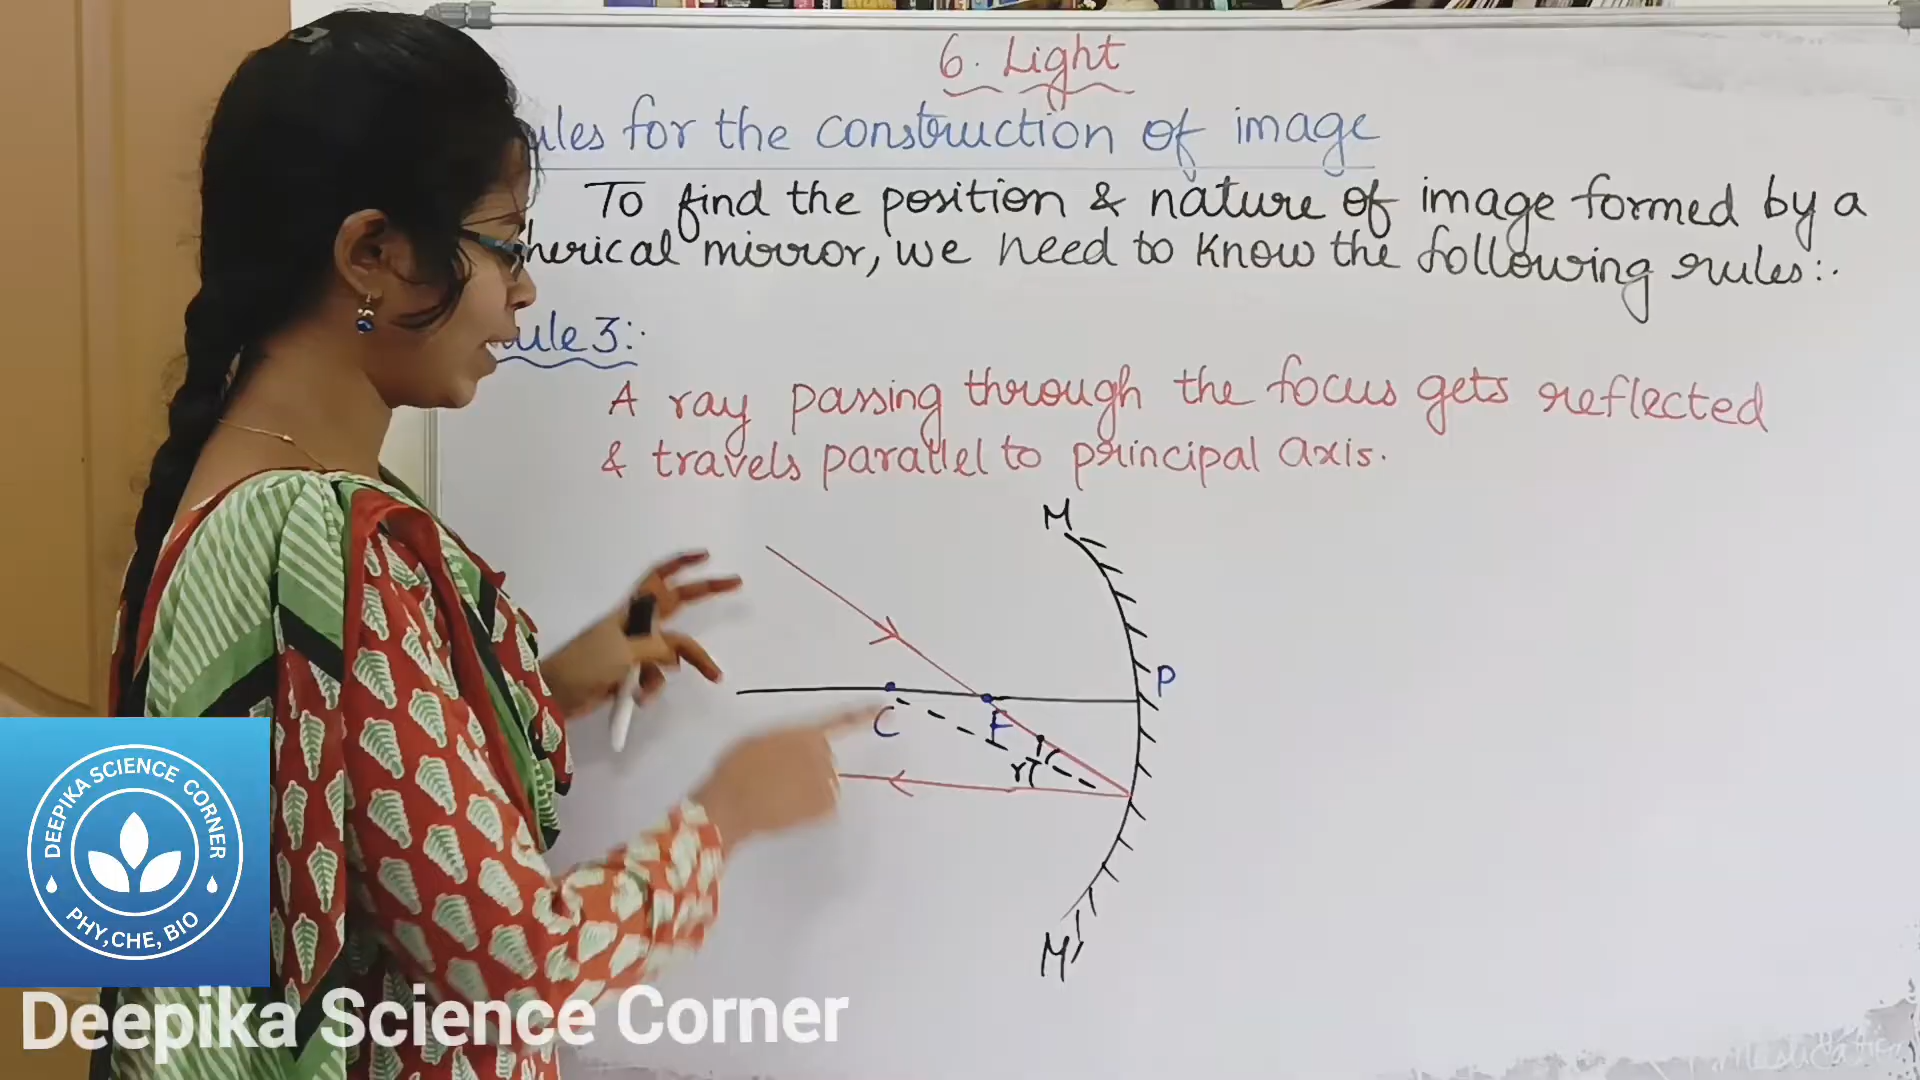 6. Light
ules for the construction of image
To find the position & nature of image formed by a
herical mirror, we need to know the following rules:.
ule 3:.
A ray passing through the focus gets reflected
& travels parallel to principal axis.
M
P
C
F
i
r
M'
DEEPIKA SCIENCE CORNER
PHY,CHE, BIO
Deepika Science Corner